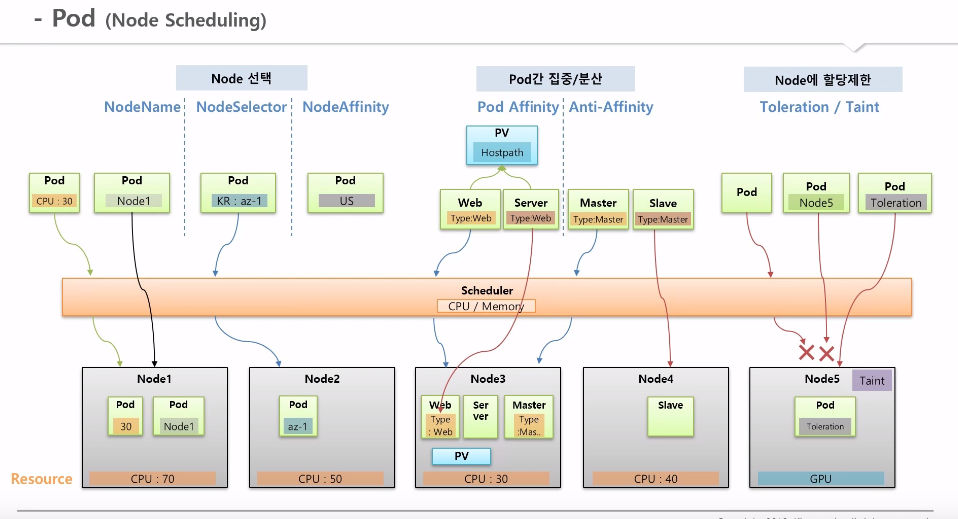 - Pod (Node Scheduling)
Node 선택
Pod간 집중/분산
Node에 할당제한
NodeName
NodeSelector
NodeAffinity
Pod Affinity
Anti-Affinity
Toleration / Taint
PV
Hostpath
Pod
CPU : 30
Pod
Node1
Pod
KR : az-1
Pod
US
Web
Type:Web
Server
Type:Web
Master
Type:Master
Slave
Type:Master
Pod
Pod
Node5
Pod
Toleration
Scheduler
CPU / Memory
Node1
Pod
30
Pod
Node1
CPU : 70
Node2
Pod
az-1
CPU : 50
Node3
Web
Type
: Web
Ser
ver
Master
Type
:Mas..
PV
CPU : 30
Node4
Slave
CPU : 40
Node5
Taint
Pod
Toleration
GPU
Resource